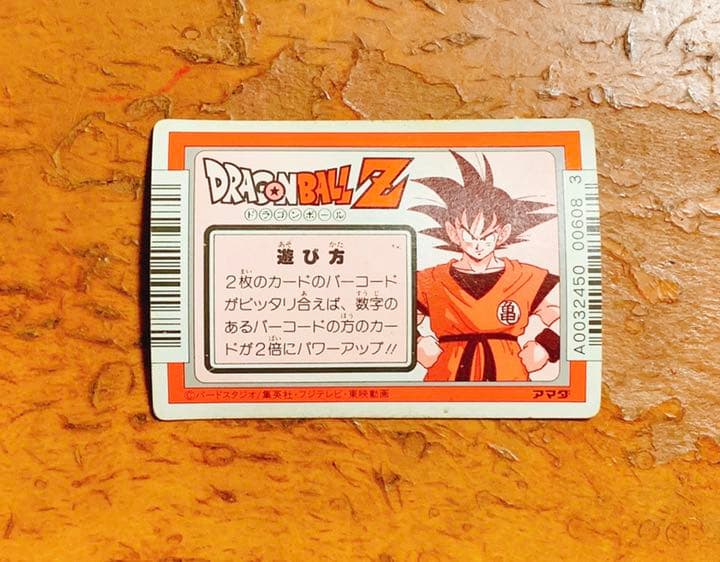 DRAGON BALL Z
ドラゴンボール
遊び方
2枚のカードのバーコード
がピッタリ合えば、数字の
あるバーコードの方のカー
ドが2倍にパワーアップ!!
亀
A0032450 00608 3
©バードスタジオ/集英社・フジテレビ・東映動画
アマダ